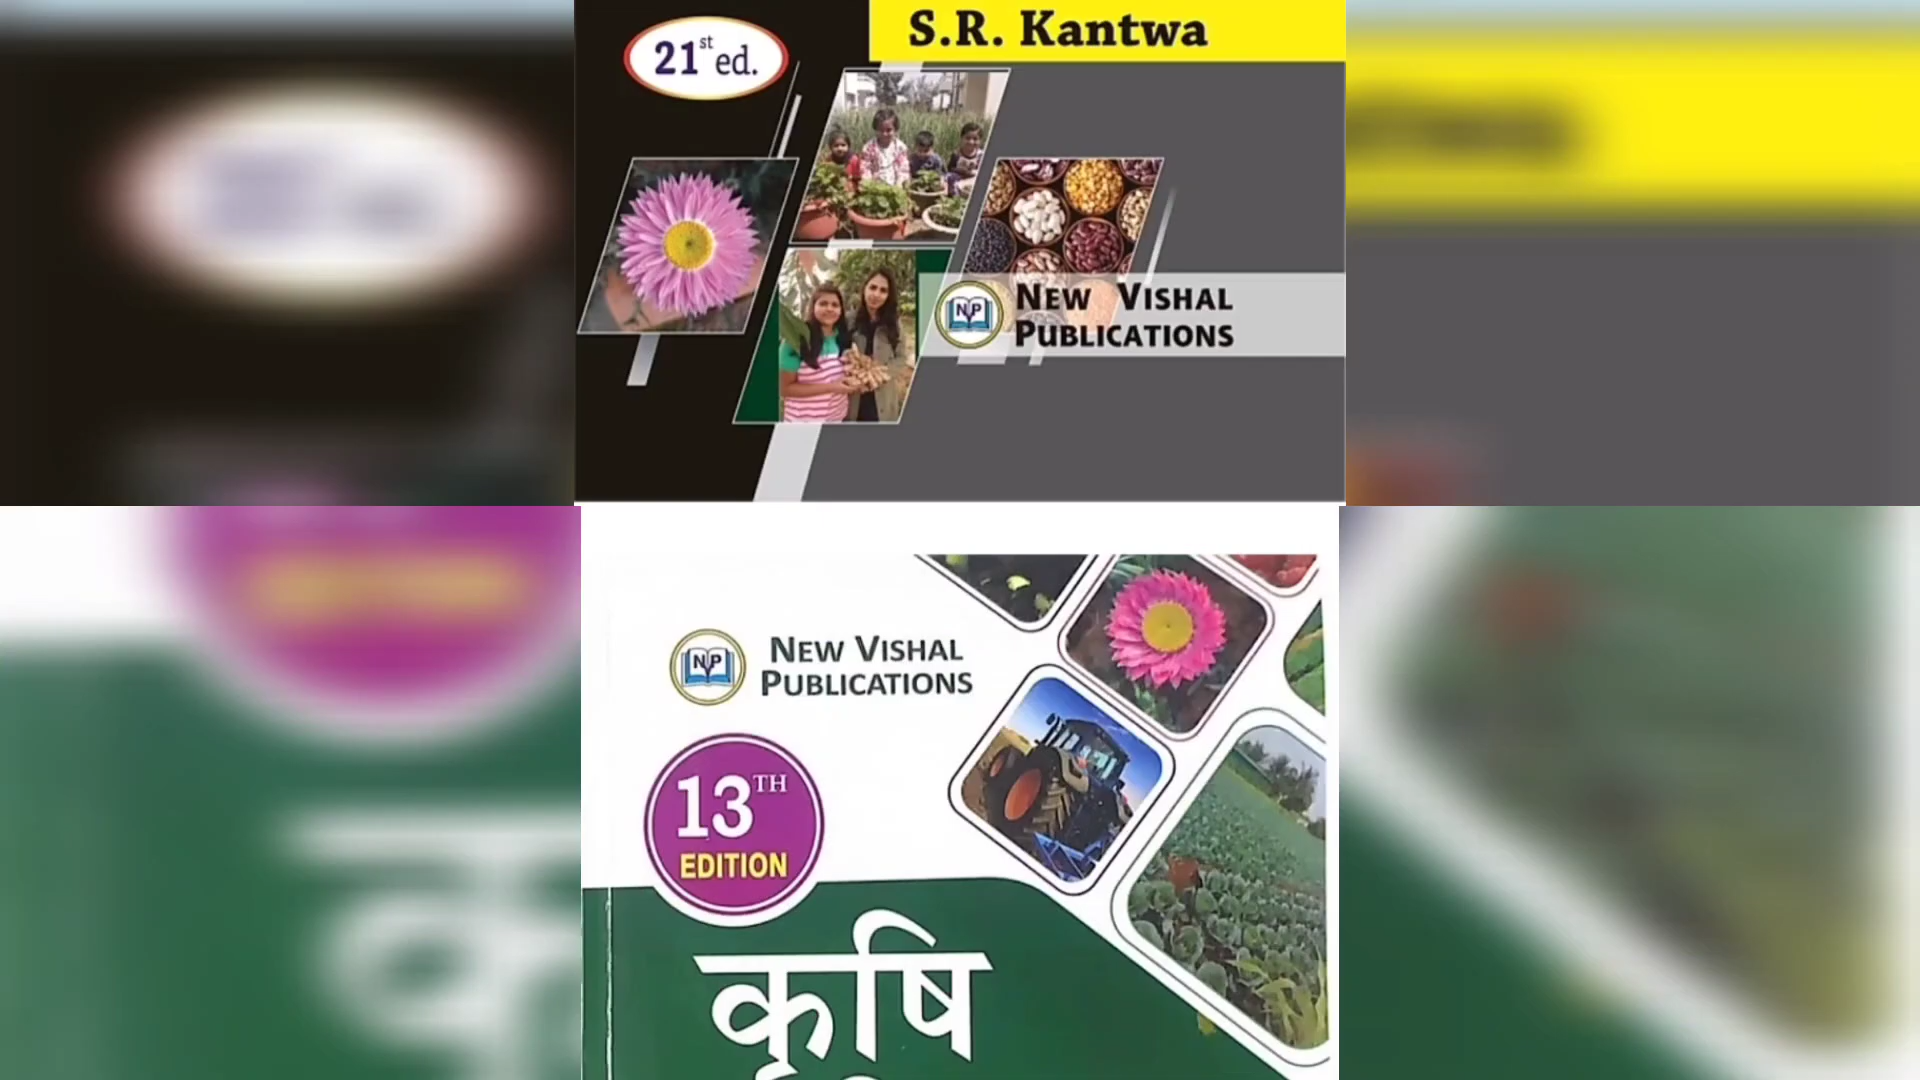 S.R. Kantwa
21st ed.
NP
NEW VISHAL
PUBLICATIONS
NP
NEW VISHAL
PUBLICATIONS
13TH
EDITION
कृषि